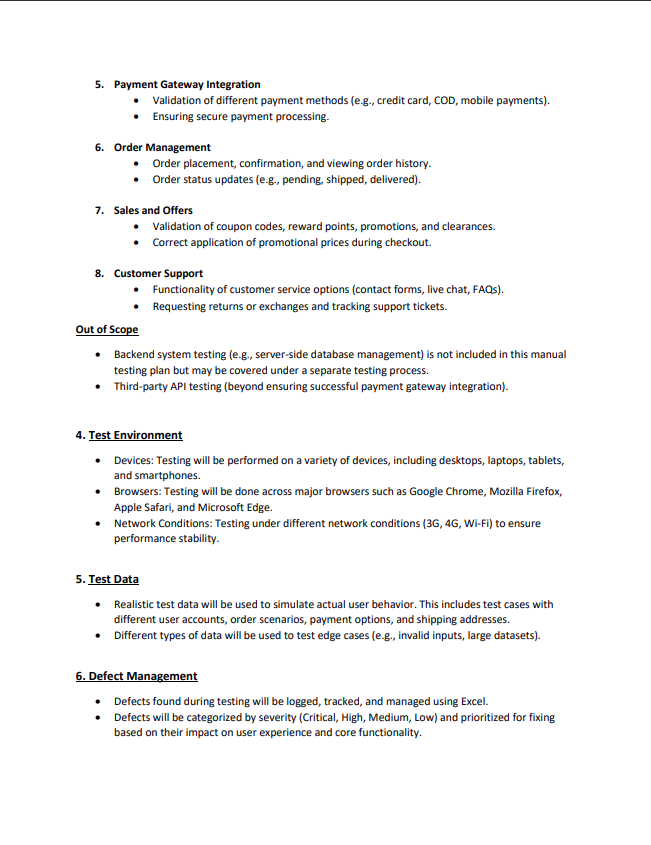 5. Payment Gateway Integration
• Validation of different payment methods (e.g., credit card, COD, mobile payments).
• Ensuring secure payment processing.
6. Order Management
• Order placement, confirmation, and viewing order history.
• Order status updates (e.g., pending, shipped, delivered).
7. Sales and Offers
• Validation of coupon codes, reward points, promotions, and clearances.
• Correct application of promotional prices during checkout.
8. Customer Support
• Functionality of customer service options (contact forms, live chat, FAQs).
• Requesting returns or exchanges and tracking support tickets.
Out of Scope
• Backend system testing (e.g., server-side database management) is not included in this manual
testing plan but may be covered under a separate testing process.
• Third-party API testing (beyond ensuring successful payment gateway integration).
4. Test Environment
• Devices: Testing will be performed on a variety of devices, including desktops, laptops, tablets,
and smartphones.
• Browsers: Testing will be done across major browsers such as Google Chrome, Mozilla Firefox,
Apple Safari, and Microsoft Edge.
• Network Conditions: Testing under different network conditions (3G, 4G, Wi-Fi) to ensure
performance stability.
5. Test Data
• Realistic test data will be used to simulate actual user behavior. This includes test cases with
different user accounts, order scenarios, payment options, and shipping addresses.
• Different types of data will be used to test edge cases (e.g., invalid inputs, large datasets).
6. Defect Management
• Defects found during testing will be logged, tracked, and managed using Excel.
• Defects will be categorized by severity (Critical, High, Medium, Low) and prioritized for fixing
based on their impact on user experience and core functionality.